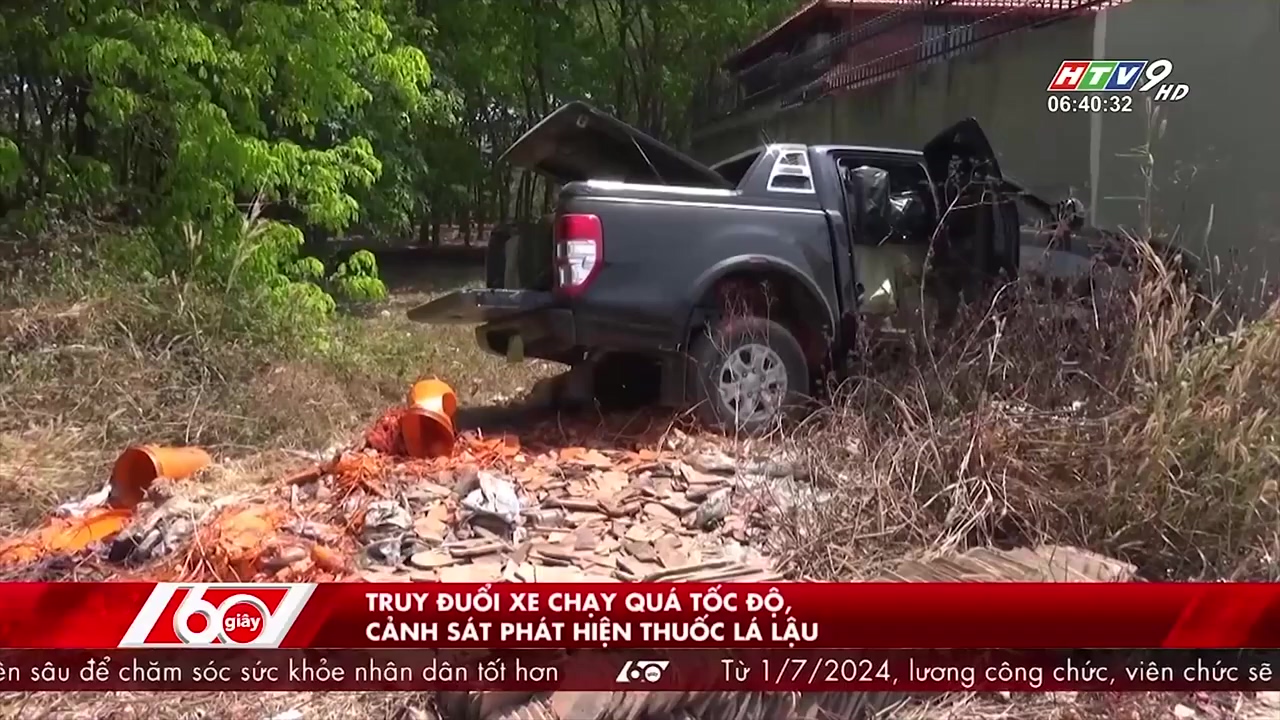 HTV9 HD
06:40:32
60 giây
TRUY ĐUỔI XE CHẠY QUÁ TỐC ĐỘ,
CẢNH SÁT PHÁT HIỆN THUỐC LÁ LẬU
ên sâu để chăm sóc sức khỏe nhân dân tốt hơn 60 giây Từ 1/7/2024, lương công chức, viên chức sẽ